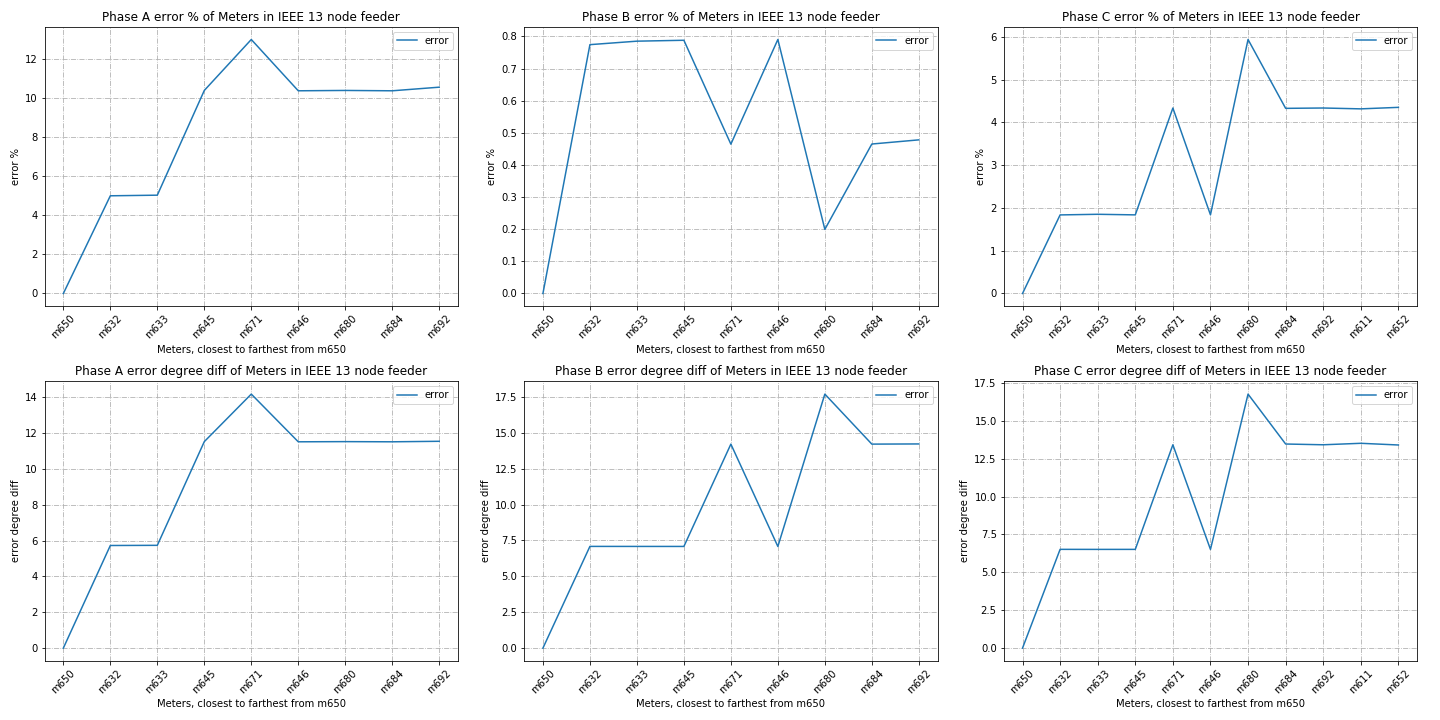 Phase A error % of Meters in IEEE 13 node feeder
error %
12
10
8
6
4
2
0
error
m650 m632 m633 m645 m671 m646 m680 m684 m692
Meters, closest to farthest from m650
Phase B error % of Meters in IEEE 13 node feeder
error %
0.8
0.7
0.6
0.5
0.4
0.3
0.2
0.1
0.0
error
m650 m632 m633 m645 m671 m646 m680 m684 m692
Meters, closest to farthest from m650
Phase C error % of Meters in IEEE 13 node feeder
error %
6
5
4
3
2
1
0
error
m650 m632 m633 m645 m671 m646 m680 m684 m692 m611 m652
Meters, closest to farthest from m650
Phase A error degree diff of Meters in IEEE 13 node feeder
error degree diff
14
12
10
8
6
4
2
0
error
m650 m632 m633 m645 m671 m646 m680 m684 m692
Meters, closest to farthest from m650
Phase B error degree diff of Meters in IEEE 13 node feeder
error degree diff
17.5
15.0
12.5
10.0
7.5
5.0
2.5
0.0
error
m650 m632 m633 m645 m671 m646 m680 m684 m692
Meters, closest to farthest from m650
Phase C error degree diff of Meters in IEEE 13 node feeder
error degree diff
17.5
15.0
12.5
10.0
7.5
5.0
2.5
0.0
error
m650 m632 m633 m645 m671 m646 m680 m684 m692 m611 m652
Meters, closest to farthest from m650